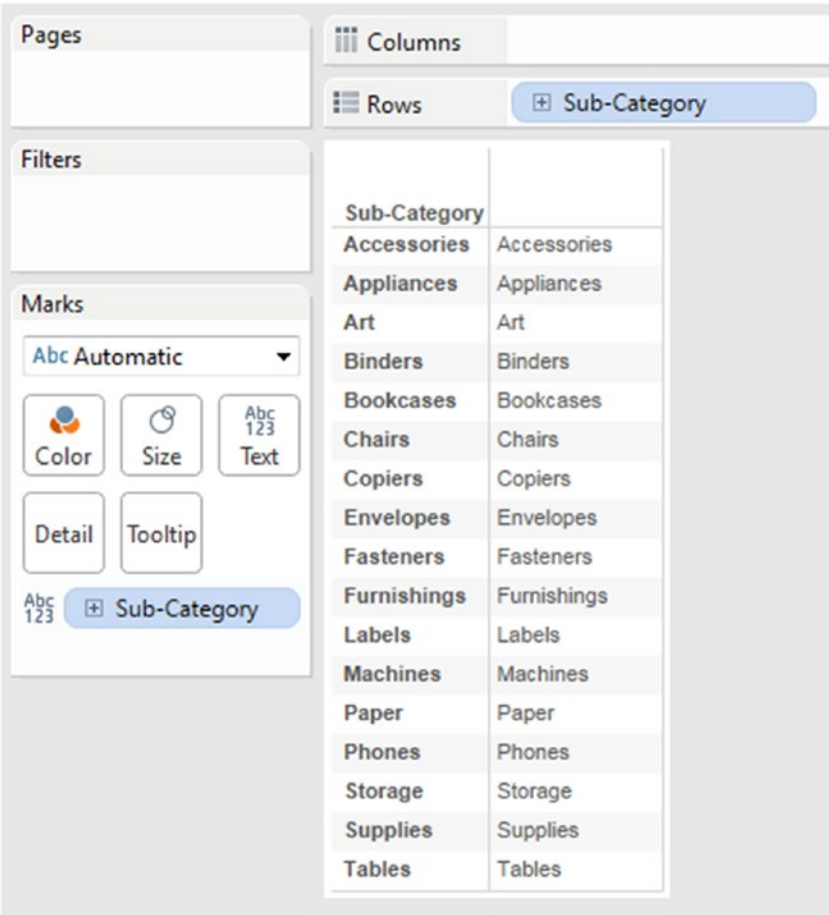 Pages
Columns
Rows
Sub-Category
Filters
Marks
Abc Automatic
Color
Size
Abc
123
Text
Detail
Tooltip
Abc
123
Sub-Category
Sub-Category
Accessories Accessories
Appliances Appliances
Art Art
Binders Binders
Bookcases Bookcases
Chairs Chairs
Copiers Copiers
Envelopes Envelopes
Fasteners Fasteners
Furnishings Furnishings
Labels Labels
Machines Machines
Paper Paper
Phones Phones
Storage Storage
Supplies Supplies
Tables Tables